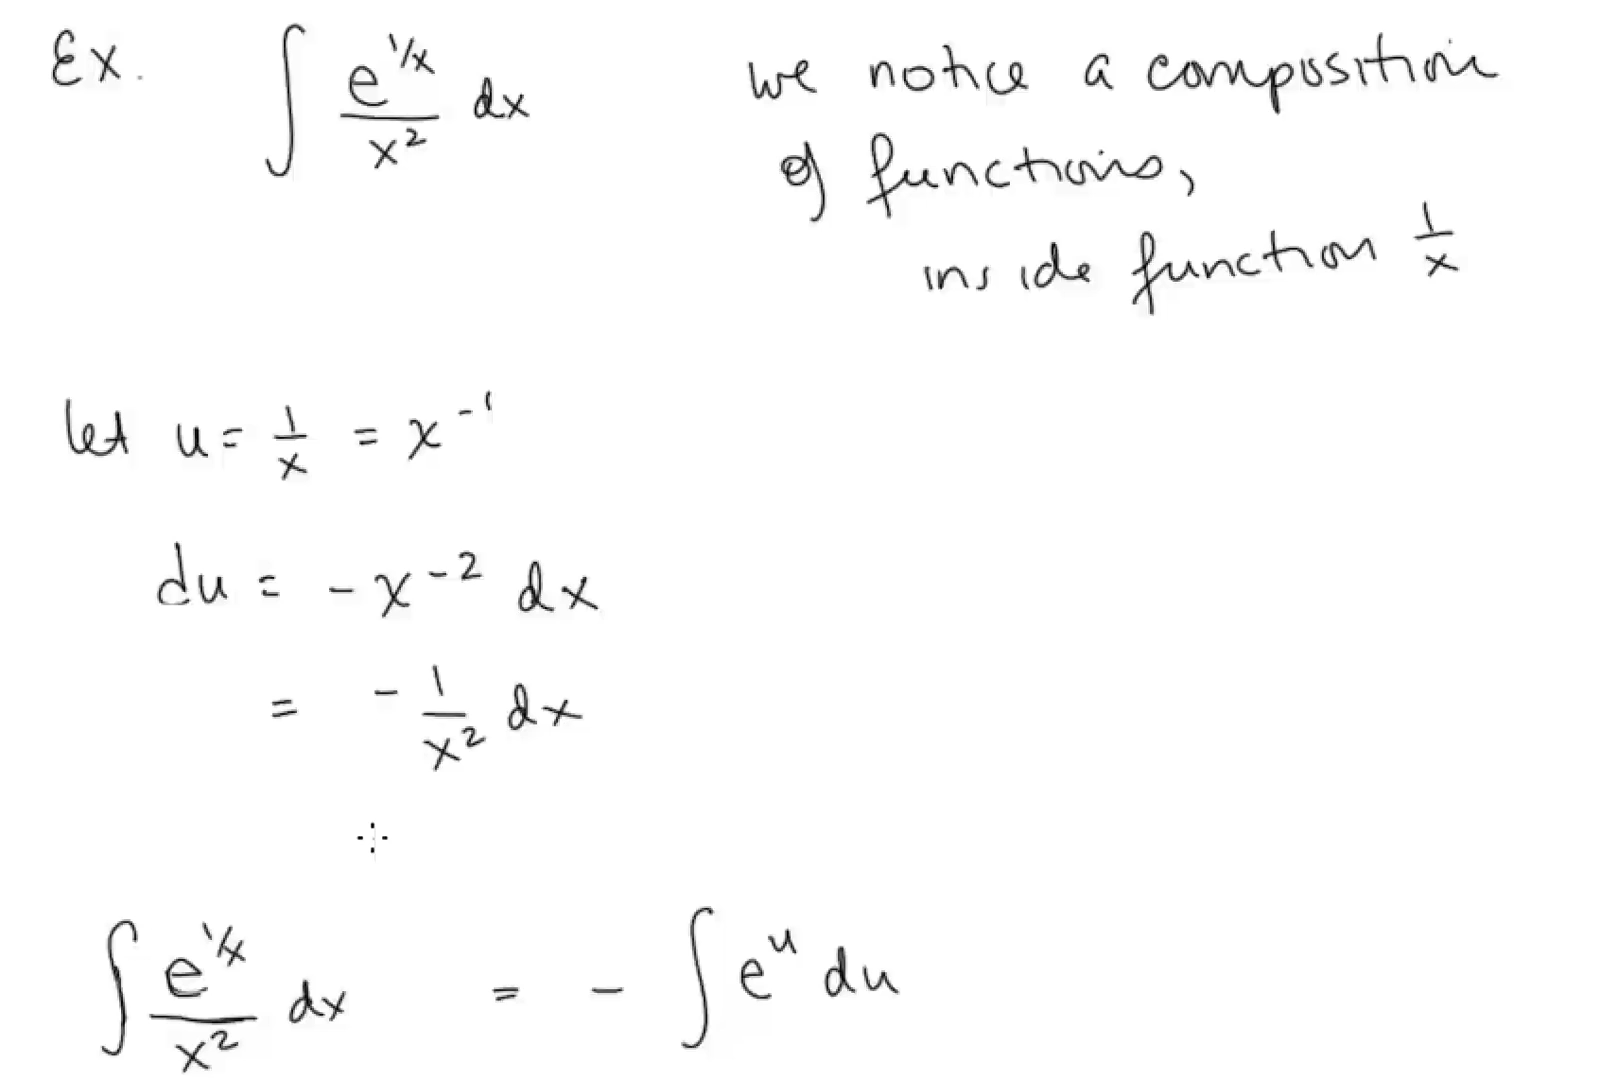 Ex. ∫ e^(1/x) / x² dx
we notice a composition
of functions,
inside function 1/x
let u = 1/x = x⁻¹
du = -x⁻² dx
= - 1/x² dx
∫ e^(1/x) / x² dx = - ∫ e^u du